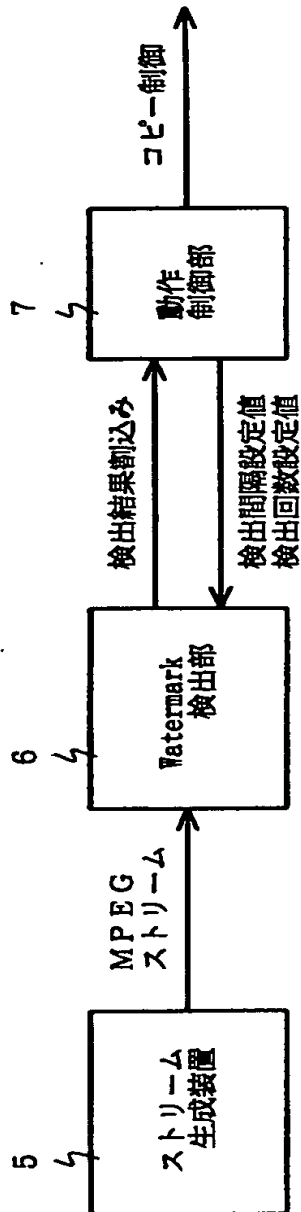 5
ストリーム
生成装置
MPEG
ストリーム
6
Watermark
検出部
検出結果割込み
検出間隔設定値
検出回数設定値
7
動作
制御部
コピー制御